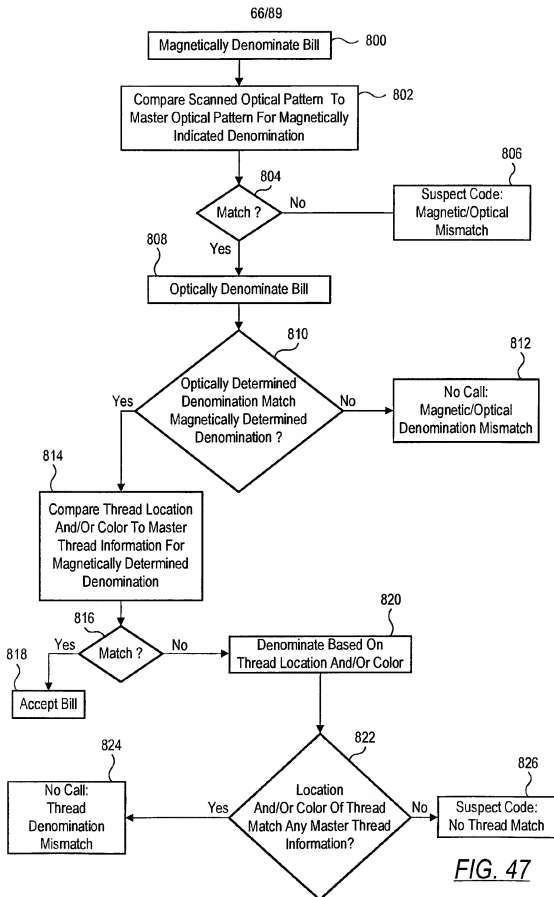 66/89
Magnetically Denominate Bill
800
Compare Scanned Optical Pattern To
Master Optical Pattern For Magnetically
Indicated Denomination
802
804
Match ?
No
Yes
806
Suspect Code:
Magnetic/Optical
Mismatch
808
Optically Denominate Bill
810
Optically Determined
Denomination Match
Magnetically Determined
Denomination ?
Yes
No
812
No Call:
Magnetic/Optical
Denomination Mismatch
814
Compare Thread Location
And/Or Color To Master
Thread Information For
Magnetically Determined
Denomination
816
Match ?
Yes
No
818
Accept Bill
820
Denominate Based On
Thread Location And/Or Color
822
Location
And/Or Color Of Thread
Match Any Master Thread
Information?
Yes
No
824
No Call:
Thread
Denomination
Mismatch
826
Suspect Code:
No Thread Match
FIG. 47